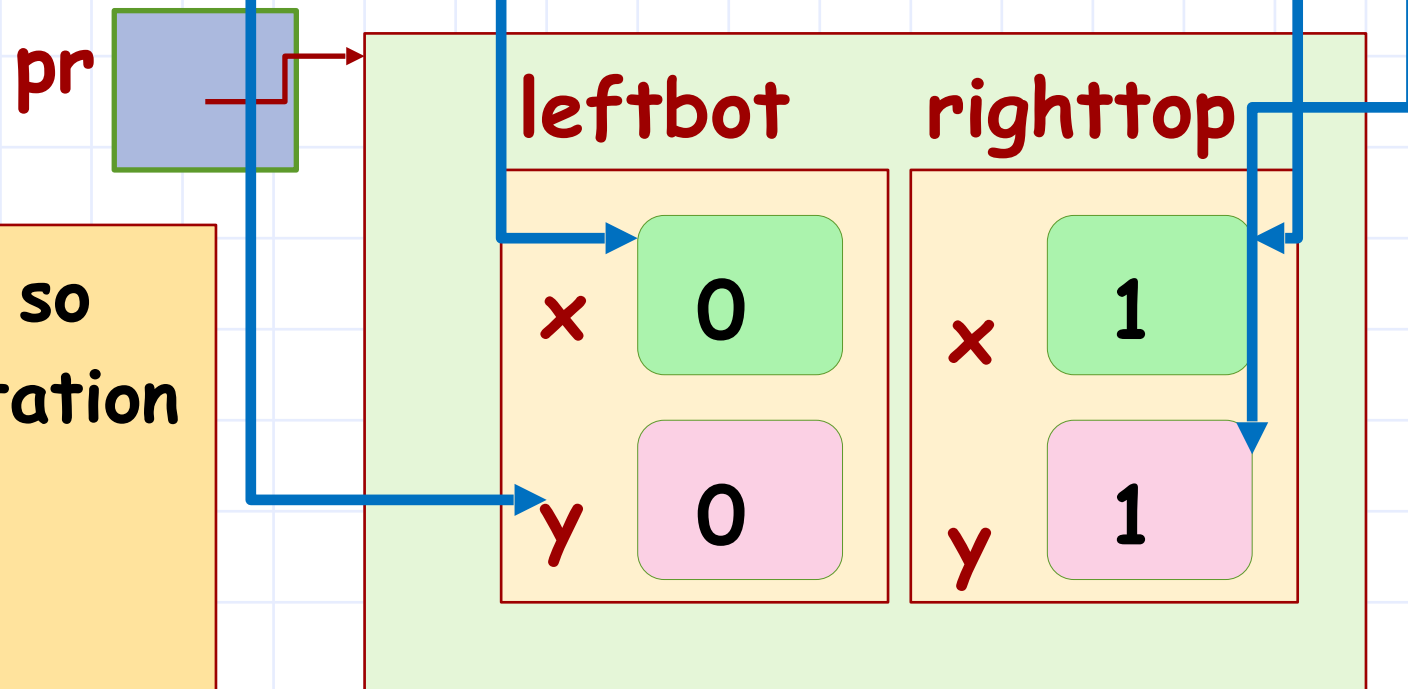 pr
leftbot righttop
so
x 0 x 1
ration
y 0 y 1